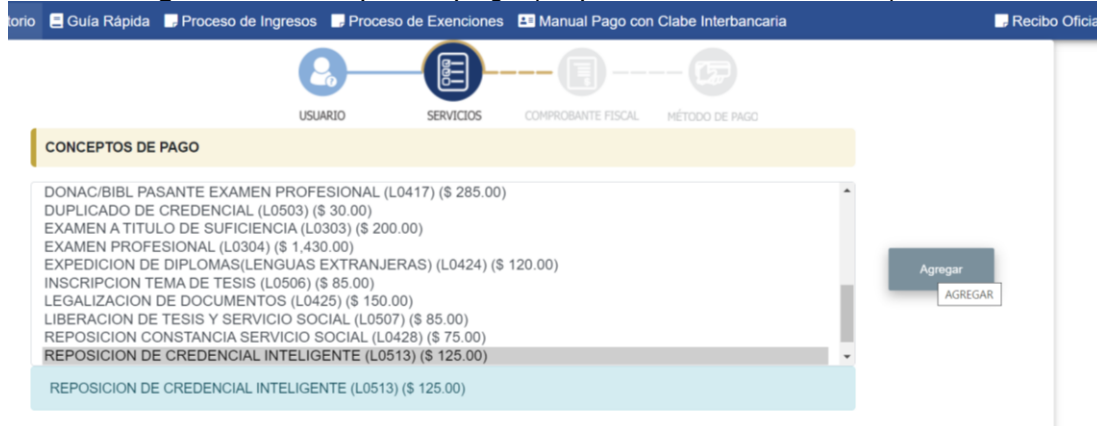 torio Guía Rápida Proceso de Ingresos Proceso de Exenciones Manual Pago con Clabe Interbancaria Recibo Oficia
USUARIO SERVICIOS COMPROBANTE FISCAL MÉTODO DE PAGO
CONCEPTOS DE PAGO
DONAC/BIBL PASANTE EXAMEN PROFESIONAL (L0417) ($ 285.00)
DUPLICADO DE CREDENCIAL (L0503) ($ 30.00)
EXAMEN A TITULO DE SUFICIENCIA (L0303) ($ 200.00)
EXAMEN PROFESIONAL (L0304) ($ 1,430.00)
EXPEDICION DE DIPLOMAS(LENGUAS EXTRANJERAS) (L0424) ($ 120.00)
INSCRIPCION TEMA DE TESIS (L0506) ($ 85.00)
LEGALIZACION DE DOCUMENTOS (L0425) ($ 150.00)
LIBERACION DE TESIS Y SERVICIO SOCIAL (L0507) ($ 85.00)
REPOSICION CONSTANCIA SERVICIO SOCIAL (L0428) ($ 75.00)
REPOSICION DE CREDENCIAL INTELIGENTE (L0513) ($ 125.00)
Agregar
AGREGAR
REPOSICION DE CREDENCIAL INTELIGENTE (L0513) ($ 125.00)